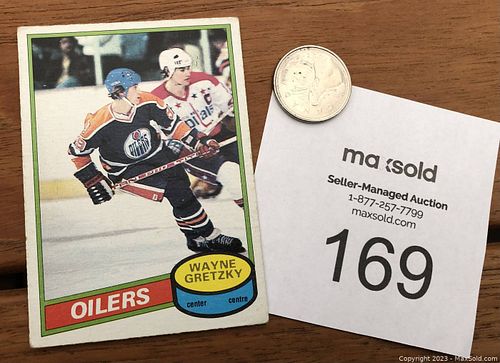 WAYNE
GRETZKY
center centre
OILERS
maxsold
Seller-Managed Auction
1-877-257-7799
maxsold.com
169
Copyright 2023 - MaxSold.com